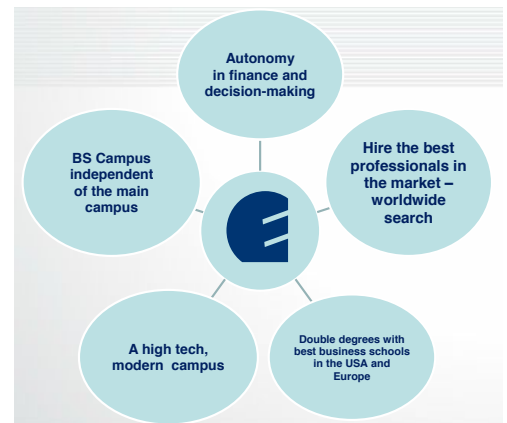 Autonomy
in finance and
decision-making
Hire the best
professionals in
the market –
worldwide
search
Double degrees with
best business schools
in the USA and
Europe
A high tech,
modern campus
BS Campus
independent
of the main
campus